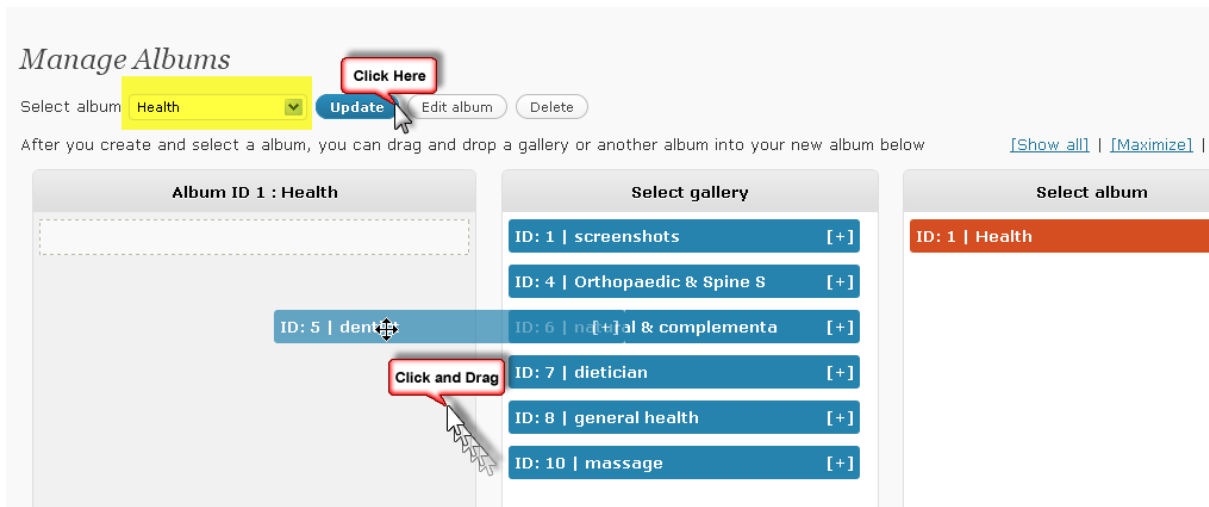 Manage Albums
Click Here
Select album Health Update Edit album Delete
After you create and select a album, you can drag and drop a gallery or another album into your new album below [Show all] | [Maximize] |
Album ID 1 : Health Select gallery Select album
ID: 1 | screenshots [+] ID: 1 | Health
ID: 4 | Orthopaedic & Spine S [+]
ID: 5 | dentist [+] ID: 6 | natural & complementa [+]
Click and Drag ID: 7 | dietician [+]
ID: 8 | general health [+]
ID: 10 | massage [+]